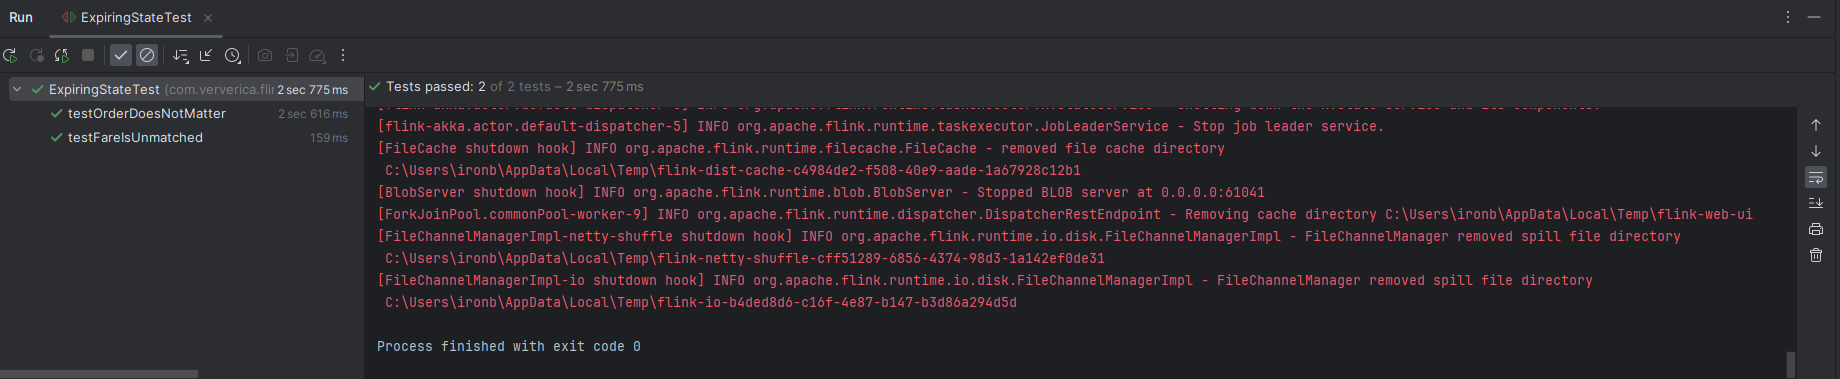 Run ExpiringStateTest
Tests passed: 2 of 2 tests – 2 sec 775 ms
ExpiringStateTest (com.ververica.flin 2 sec 775 ms
testOrderDoesNotMatter 2 sec 616 ms
testFareIsUnmatched 159 ms
[flink-akka.actor.default-dispatcher-5] INFO org.apache.flink.runtime.taskexecutor.JobLeaderService - Stop job leader service.
[FileCache shutdown hook] INFO org.apache.flink.runtime.filecache.FileCache - removed file cache directory
C:\Users\ironb\AppData\Local\Temp\flink-dist-cache-c4984de2-f508-40e9-aade-1a67928c12b1
[BlobServer shutdown hook] INFO org.apache.flink.runtime.blob.BlobServer - Stopped BLOB server at 0.0.0.0:61041
[ForkJoinPool.commonPool-worker-9] INFO org.apache.flink.runtime.dispatcher.DispatcherRestEndpoint - Removing cache directory C:\Users\ironb\AppData\Local\Temp\flink-web-ui
[FileChannelManagerImpl-netty-shuffle shutdown hook] INFO org.apache.flink.runtime.io.disk.FileChannelManagerImpl - FileChannelManager removed spill file directory
C:\Users\ironb\AppData\Local\Temp\flink-netty-shuffle-cff51289-6856-4374-98d3-1a142ef0de31
[FileChannelManagerImpl-io shutdown hook] INFO org.apache.flink.runtime.io.disk.FileChannelManagerImpl - FileChannelManager removed spill file directory
C:\Users\ironb\AppData\Local\Temp\flink-io-b4ded8d6-c16f-4e87-b147-b3d86a294d5d
Process finished with exit code 0